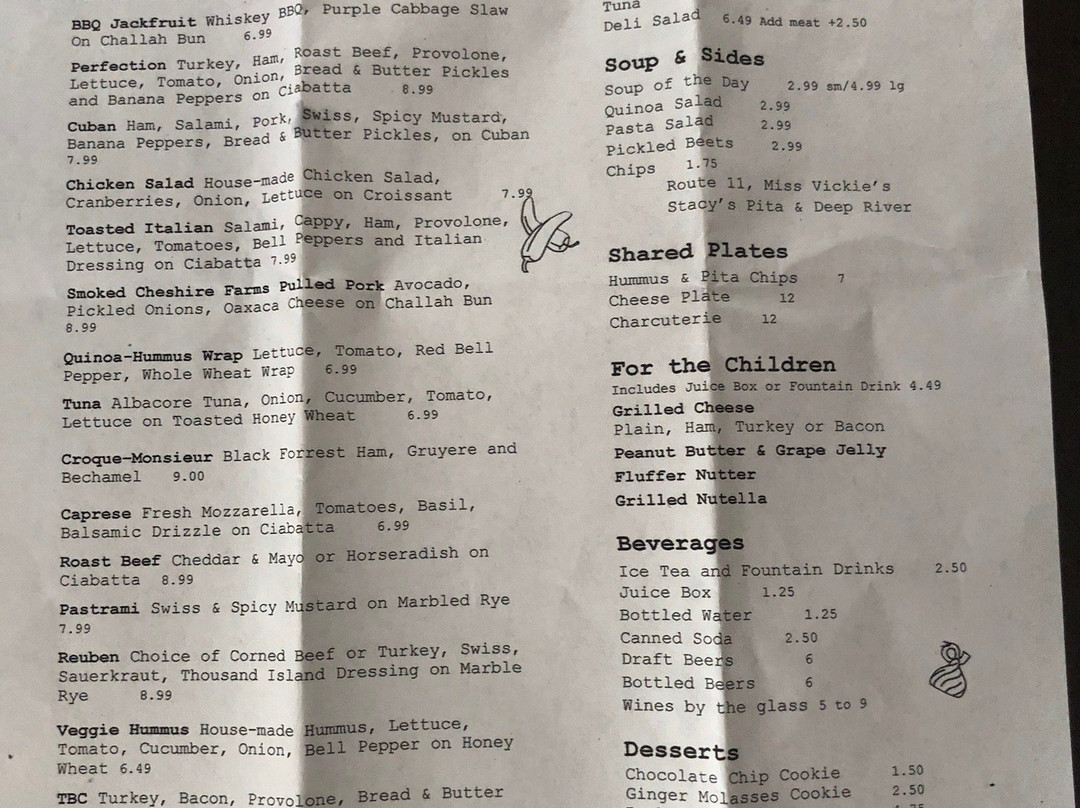 BBQ Jackfruit Whiskey BBQ, Purple Cabbage Slaw
On Challah Bun 6.99
Perfection Turkey, Ham, Roast Beef, Provolone,
Lettuce, Tomato, Onion, Bread & Butter Pickles
and Banana Peppers on Ciabatta 8.99
Cuban Ham, Salami, Pork, Swiss, Spicy Mustard,
Banana Peppers, Bread & Butter Pickles, on Cuban
7.99
Chicken Salad House-made Chicken Salad,
Cranberries, Onion, Lettuce on Croissant 7.99
Toasted Italian Salami, Cappy, Ham, Provolone,
Lettuce, Tomatoes, Bell Peppers and Italian
Dressing on Ciabatta 7.99
Smoked Cheshire Farms Pulled Pork Avocado,
Pickled Onions, Oaxaca Cheese on Challah Bun
8.99
Quinoa-Hummus Wrap Lettuce, Tomato, Red Bell
Pepper, Whole Wheat Wrap 6.99
Tuna Albacore Tuna, Onion, Cucumber, Tomato,
Lettuce on Toasted Honey Wheat 6.99
Croque-Monsieur Black Forrest Ham, Gruyere and
Bechamel 9.00
Caprese Fresh Mozzarella, Tomatoes, Basil,
Balsamic Drizzle on Ciabatta 6.99
Roast Beef Cheddar & Mayo or Horseradish on
Ciabatta 8.99
Pastrami Swiss & Spicy Mustard on Marbled Rye
7.99
Reuben Choice of Corned Beef or Turkey, Swiss,
Sauerkraut, Thousand Island Dressing on Marble
Rye 8.99
Veggie Hummus House-made Hummus, Lettuce,
Tomato, Cucumber, Onion, Bell Pepper on Honey
Wheat 6.49
TBC Turkey, Bacon, Provolone, Bread & Butter
Tuna
Deli Salad 6.49 Add meat +2.50
Soup & Sides
Soup of the Day 2.99 sm/4.99 lg
Quinoa Salad 2.99
Pasta Salad 2.99
Pickled Beets 2.99
Chips 1.75
Route 11, Miss Vickie's
Stacy's Pita & Deep River
Shared Plates
Hummus & Pita Chips 7
Cheese Plate 12
Charcuterie 12
For the Children
Includes Juice Box or Fountain Drink 4.49
Grilled Cheese
Plain, Ham, Turkey or Bacon
Peanut Butter & Grape Jelly
Fluffer Nutter
Grilled Nutella
Beverages
Ice Tea and Fountain Drinks 2.50
Juice Box 1.25
Bottled Water 1.25
Canned Soda 2.50
Draft Beers 6
Bottled Beers 6
Wines by the glass 5 to 9
Desserts
Chocolate Chip Cookie 1.50
Ginger Molasses Cookie 2.50